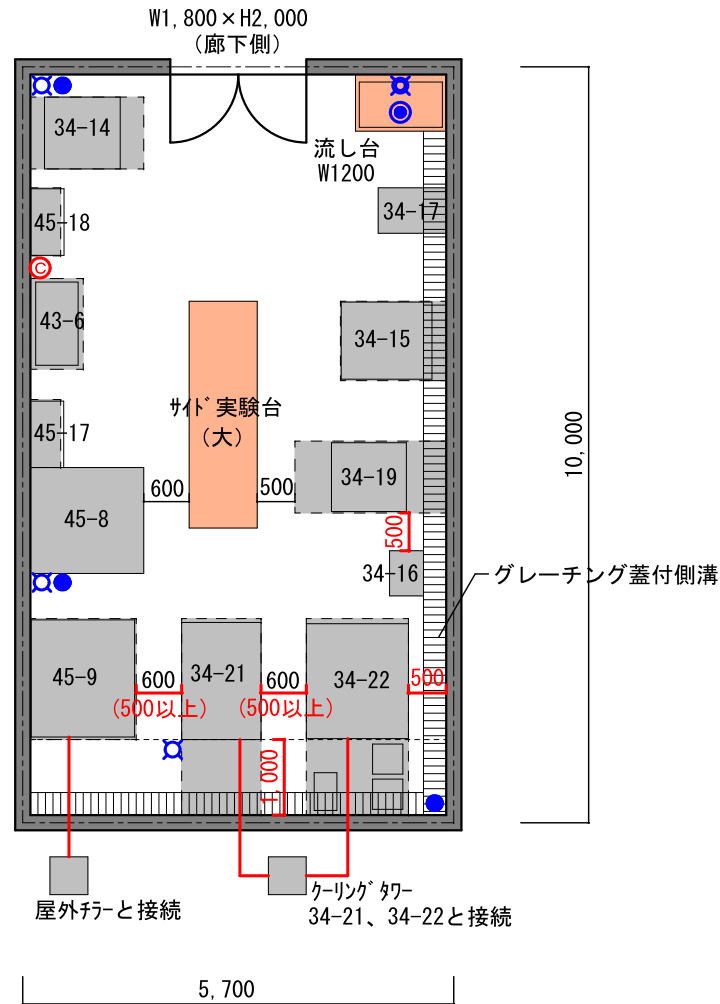 W1,800×H2,000
(廊下側)
34-14
流し台
W1200
45-18
34-17
C
43-6
34-15
サイド実験台
(大)
45-17
10,000
34-19
600
500
45-8
500
34-16
グレーチング蓋付側溝
45-9
600
34-21
600
34-22
500
(500以上)
(500以上)
1,000
屋外チラーと接続
クーリングタワー
34-21、34-22と接続
5,700